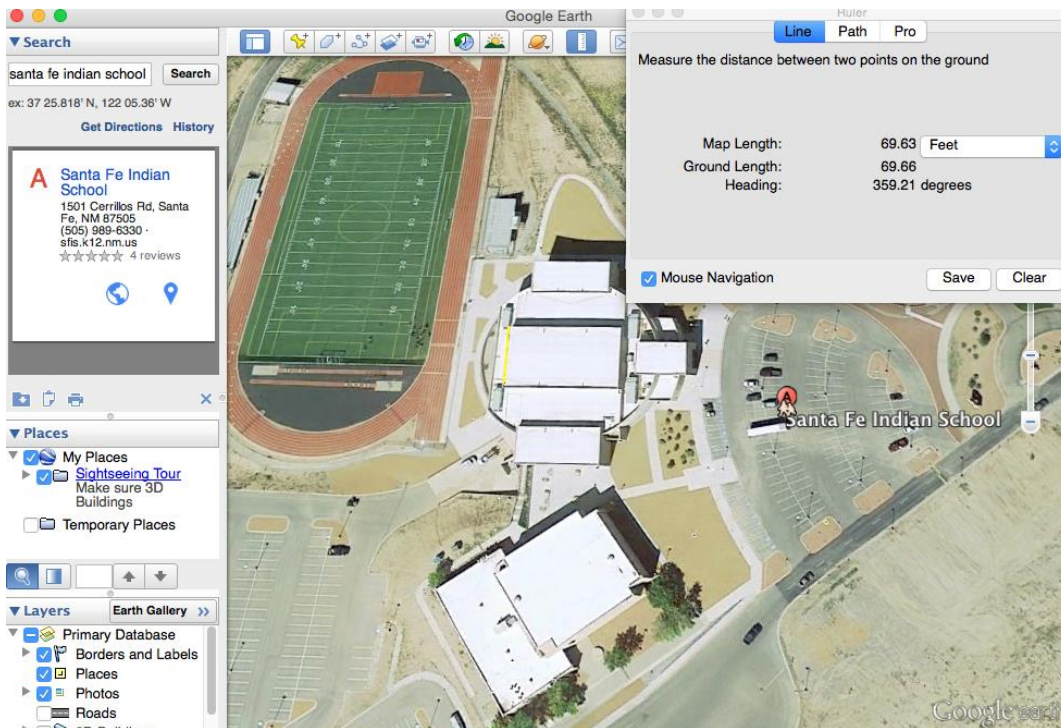 Google Earth
Search
santa fe indian school
Search
ex: 37 25.818' N, 122 05.36' W
Get Directions History
A
Santa Fe Indian
School
1501 Cerrillos Rd, Santa
Fe, NM 87505
(505) 989-6330 ·
sfis.k12.nm.us
4 reviews
Places
My Places
Sightseeing Tour
Make sure 3D
Buildings
Temporary Places
Layers
Earth Gallery >>
Primary Database
Borders and Labels
Places
Photos
Roads
Ruler
Line Path Pro
Measure the distance between two points on the ground
Map Length: 69.63 Feet
Ground Length: 69.66
Heading: 359.21 degrees
Mouse Navigation
Save Clear
A
Santa Fe Indian School
Google earth